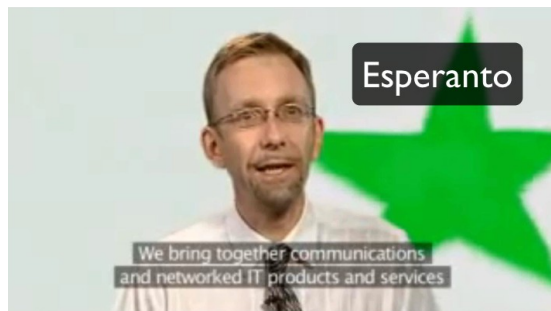 Esperanto
We bring together communications
and networked IT products and services